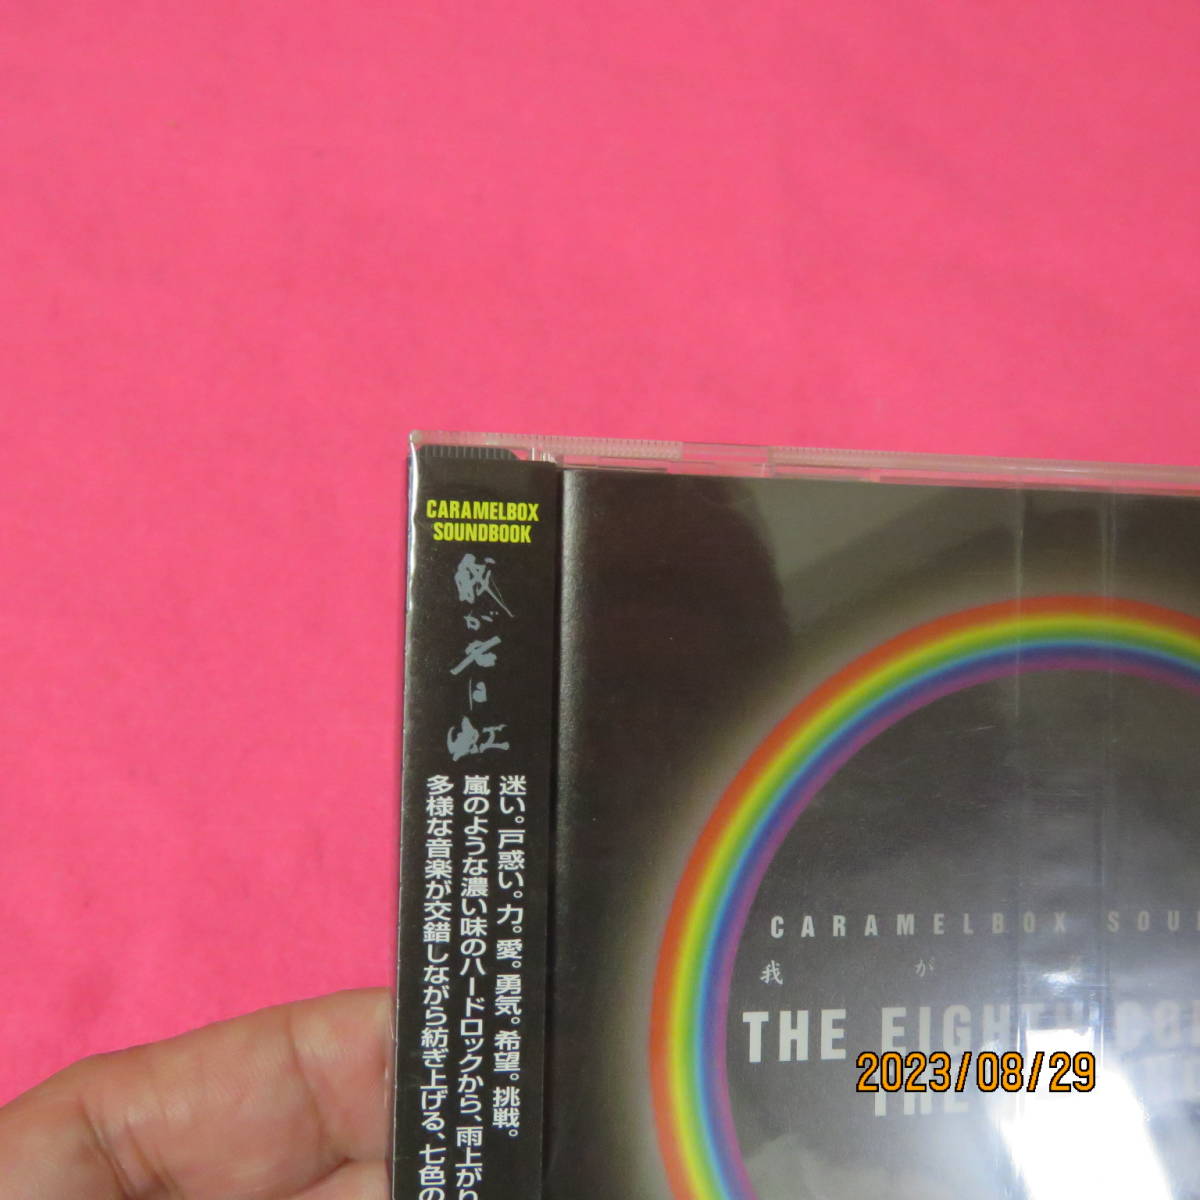 CARAMELBOX
SOUNDBOOK
我が名は虹
迷い。戸惑い。力。愛。勇気。希望。挑戦。
嵐のような濃い味のハードロックから、雨上がり
多様な音楽が交錯しながら紡ぎ上げる、七色の
CARAMELBOX SOU
我が
THE EIGHTH
THE
2023/08/29